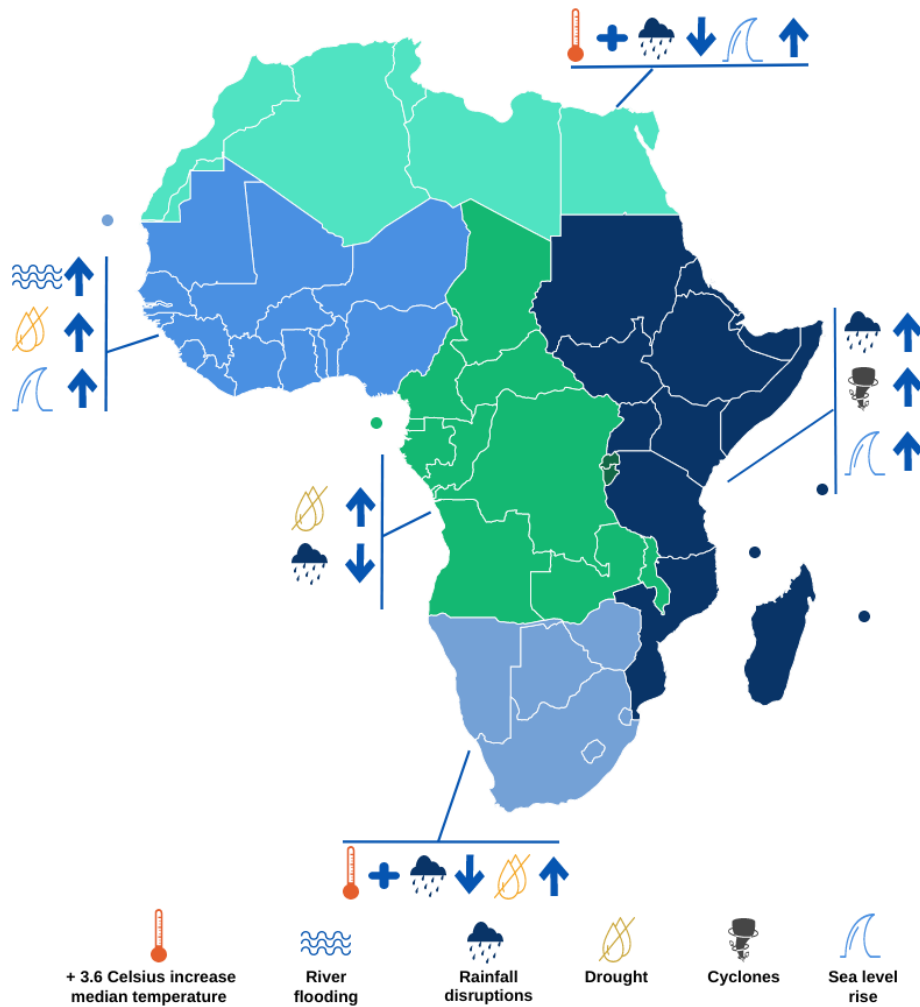 + 3.6 Celsius increase
median temperature
River
flooding
Rainfall
disruptions
Drought
Cyclones
Sea level
rise